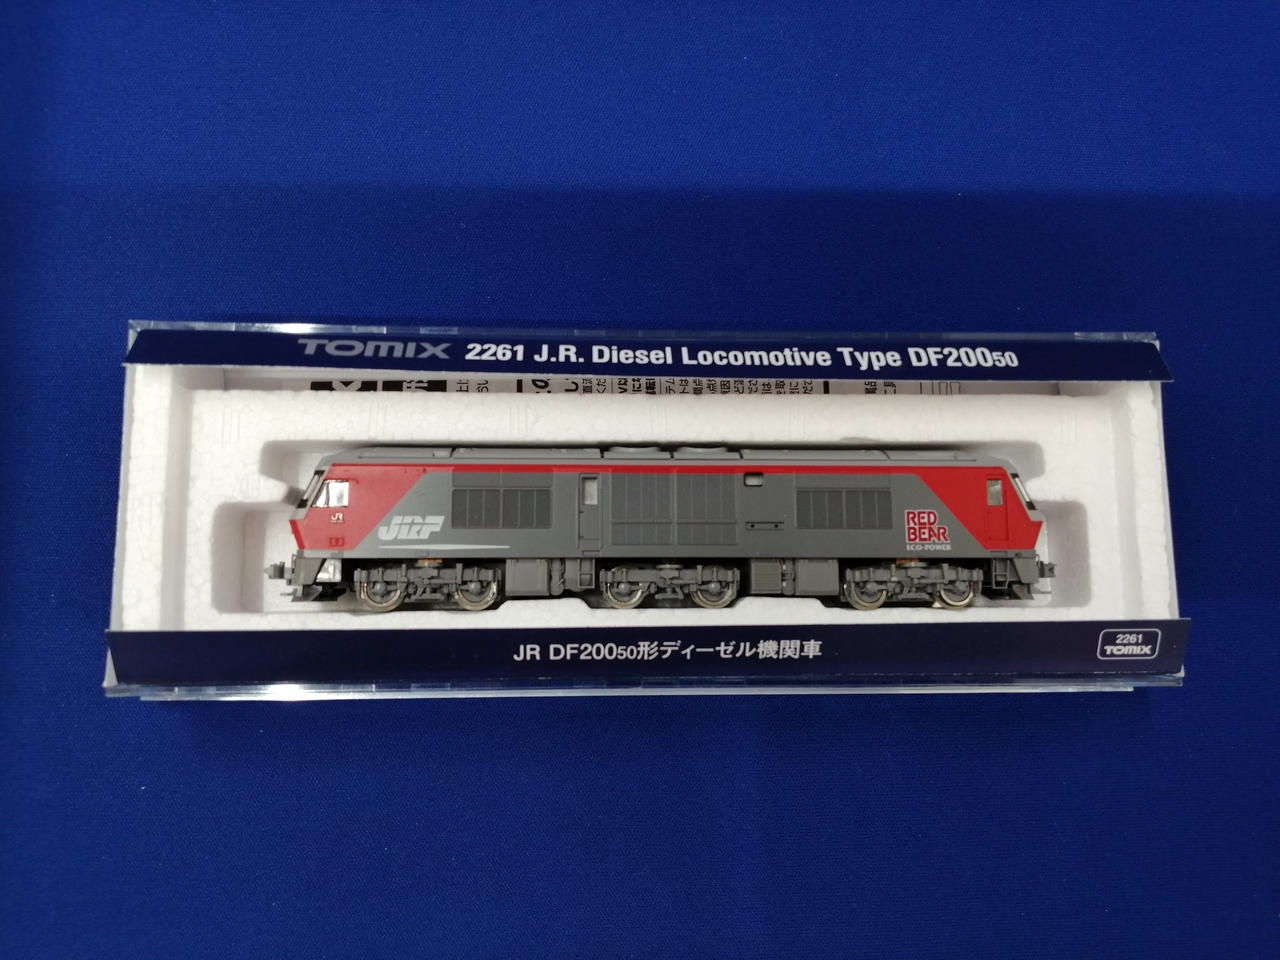 TOMIX 2261 J.R. Diesel Locomotive Type DF20050
JR
JRF
RED
BEAR
ECO-POWER
JR DF20050形ディーゼル機関車
2261
TOMIX